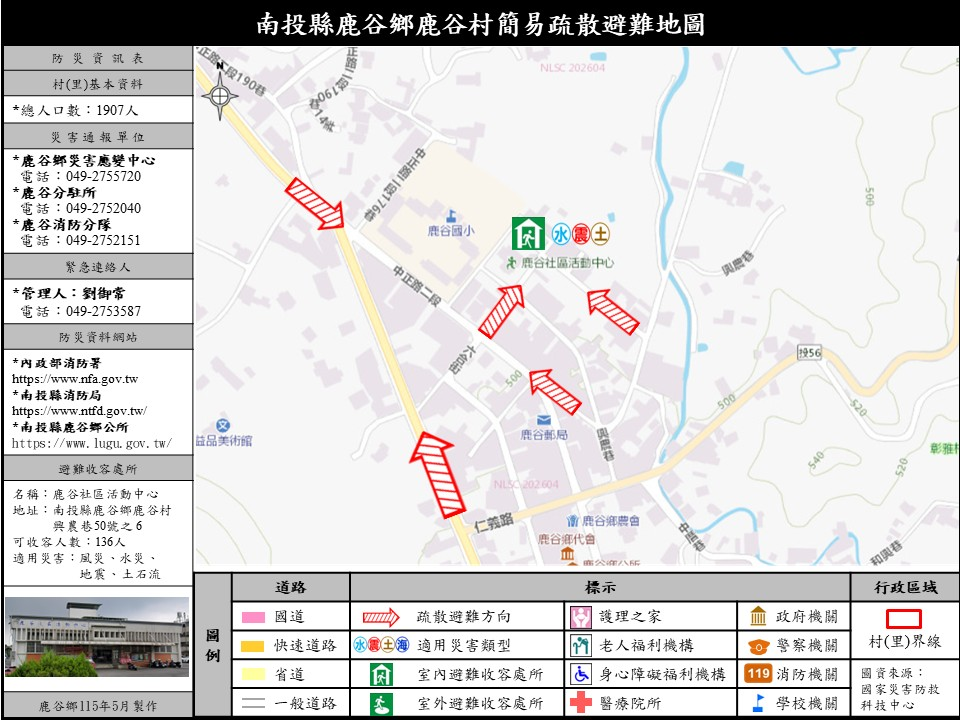 南投縣鹿谷鄉鹿谷村簡易疏散避難地圖
防災資訊表
村(里)基本資料
*總人口數：1907人
災害通報單位
*鹿谷鄉災害應變中心
電話：049-2755720
*鹿谷分駐所
電話：049-2752040
*鹿谷消防分隊
電話：049-2752151
緊急連絡人
*管理人：劉御常
電話：049-2753587
防災資料網站
*內政部消防署
https://www.nfa.gov.tw
*南投縣消防局
https://www.ntfd.gov.tw/
*南投縣鹿谷鄉公所
https://www.lugu.gov.tw/
避難收容處所
名稱：鹿谷社區活動中心
地址：南投縣鹿谷鄉鹿谷村
興農巷50號之6
可收容人數：136人
適用災害：風災、水災、
地震、土石流
鹿谷鄉115年5月製作
N
NLSC 202604
中正路二段190巷
中正路二段176巷
鹿谷國小
水 震 土
鹿谷社區活動中心
中正路二段
興農巷
500
六合街
500
投56
鹿谷郵局
益品美術館
興農巷
500
520
540
520
彰雅林
NLSC 202604
仁義路
鹿谷鄉農會
鹿谷鄉代會
鹿谷鄉公所
中正路
和興巷
圖例
道路
標示
行政區域
國道
疏散避難方向
護理之家
政府機關
快速道路
水 震 土 海
適用災害類型
老人福利機構
警察機關
村(里)界線
省道
室內避難收容處所
身心障礙福利機構
119
消防機關
一般道路
室外避難收容處所
醫療院所
學校機關
圖資來源：
國家災害防救
科技中心